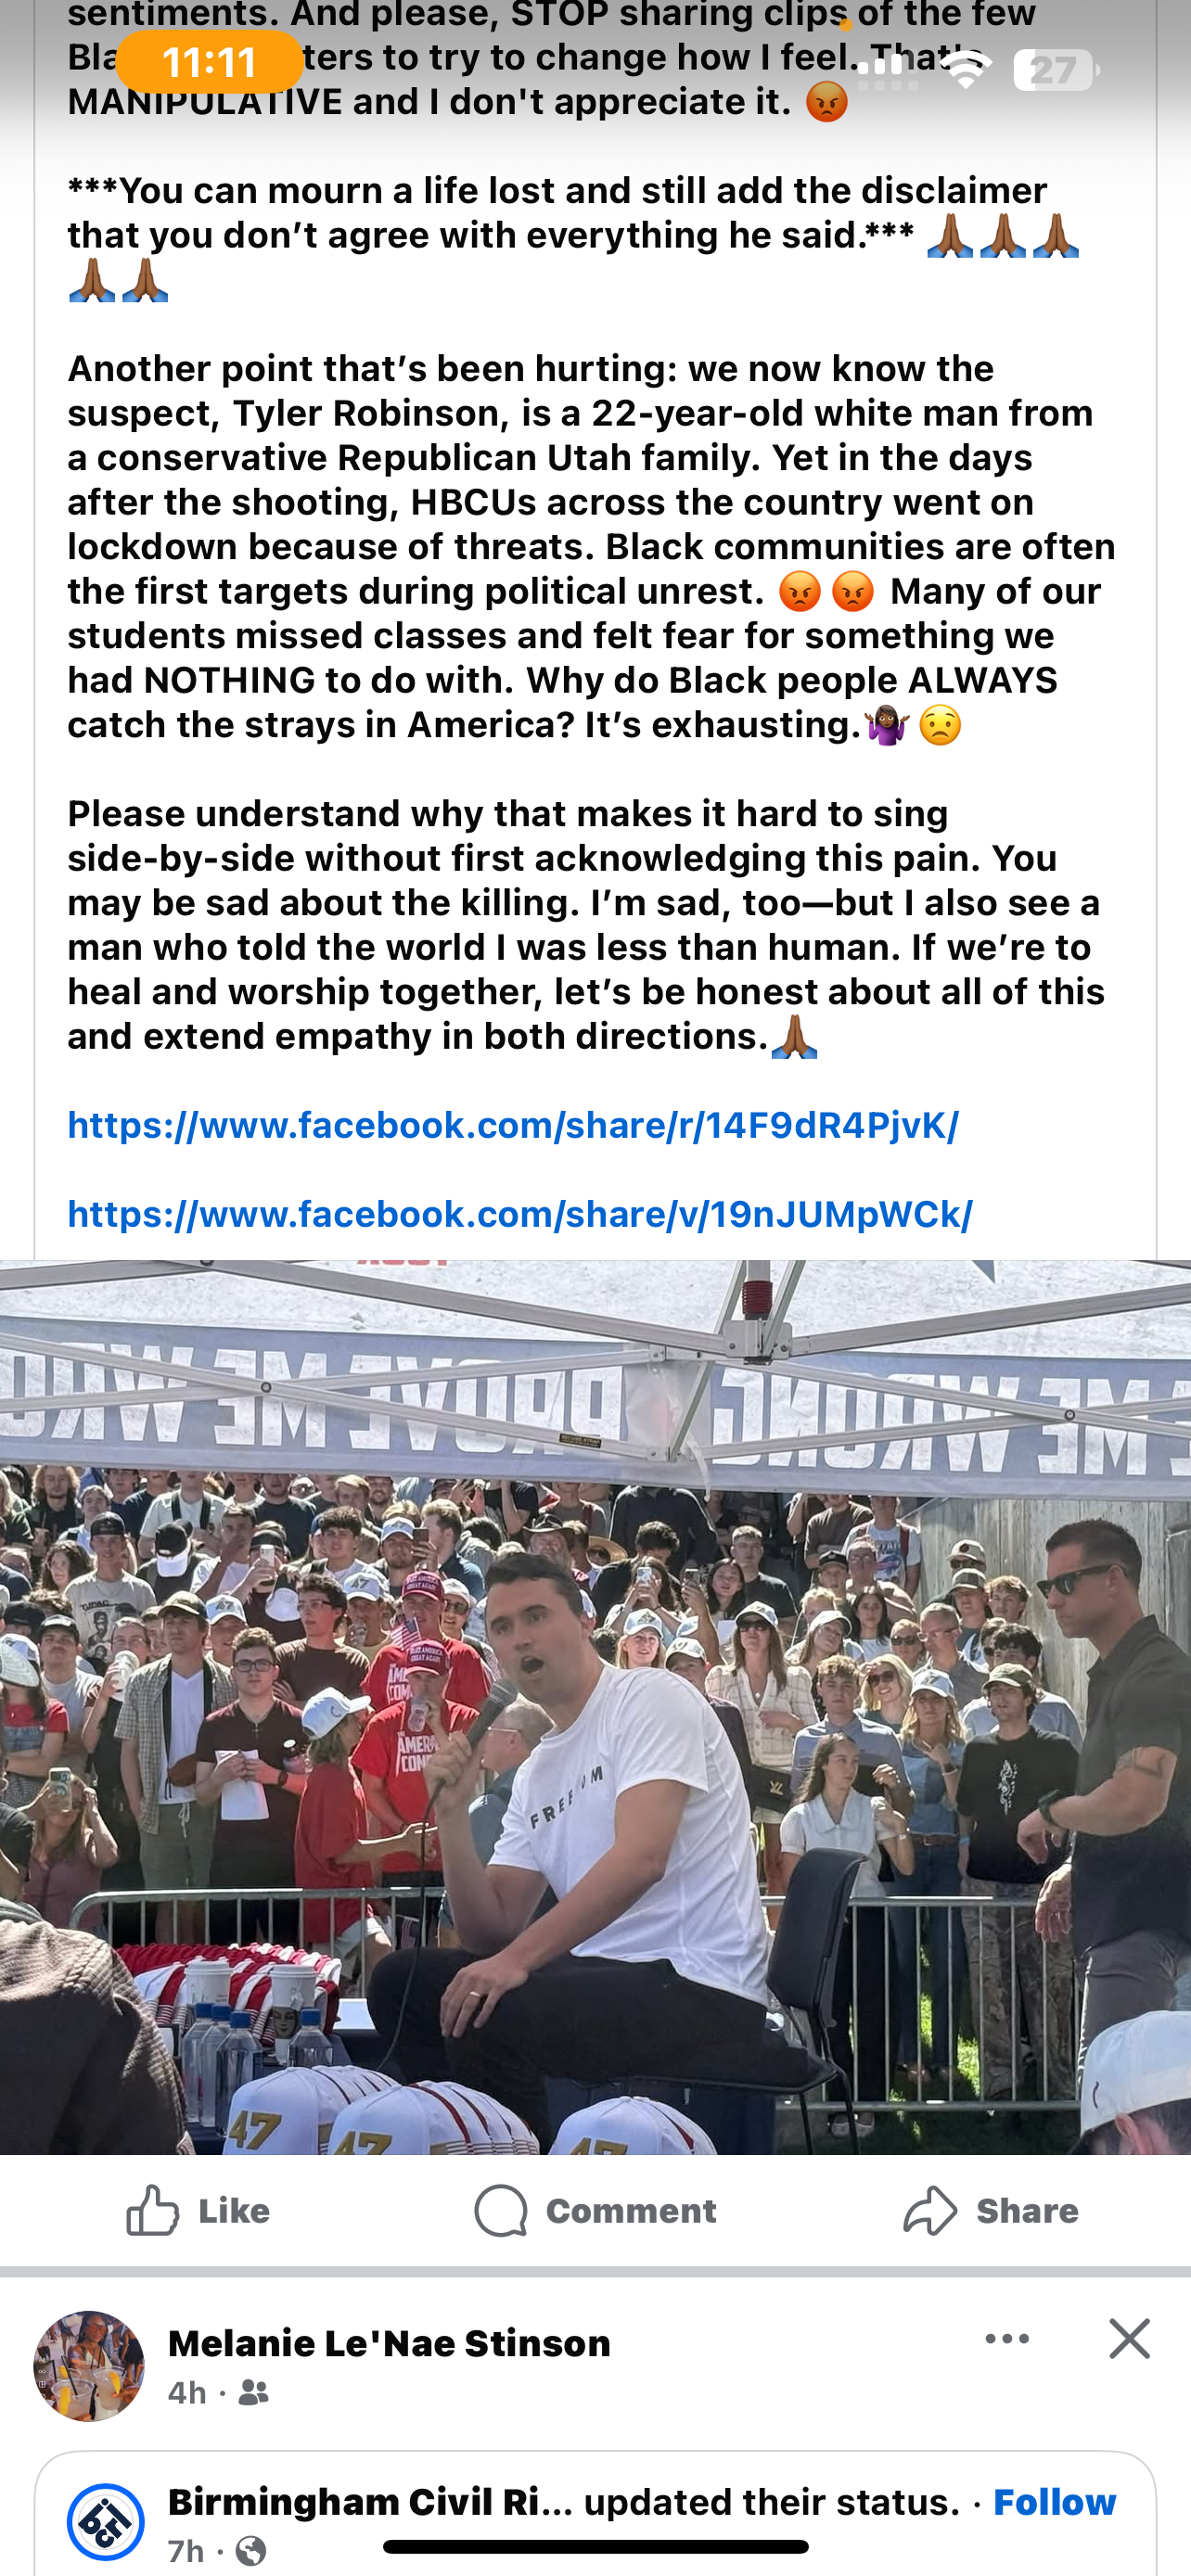 sentiments. And please, STOP sharing clips of the few
11:11
ters to try to change how I feel.
27
MANIPULATIVE and I don't appreciate it. 😡
***You can mourn a life lost and still add the disclaimer
that you don’t agree with everything he said.*** 🙏🏾🙏🏾🙏🏾
🙏🏾🙏🏾
Another point that’s been hurting: we now know the
suspect, Tyler Robinson, is a 22-year-old white man from
a conservative Republican Utah family. Yet in the days
after the shooting, HBCUs across the country went on
lockdown because of threats. Black communities are often
the first targets during political unrest. 😡😡 Many of our
students missed classes and felt fear for something we
had NOTHING to do with. Why do Black people ALWAYS
catch the strays in America? It’s exhausting.🤷🏾‍♀️😟
Please understand why that makes it hard to sing
side-by-side without first acknowledging this pain. You
may be sad about the killing. I’m sad, too—but I also see a
man who told the world I was less than human. If we’re to
heal and worship together, let’s be honest about all of this
and extend empathy in both directions.🙏🏾
https://www.facebook.com/share/r/14F9dR4PjvK/
https://www.facebook.com/share/v/19nJUMpWCk/
PROVE ME WRONG
ME WRONG
FREEDOM
47
47
47
Like
Comment
Share
Melanie Le'Nae Stinson
4h ·
Birmingham Civil Ri... updated their status. · Follow
7h ·